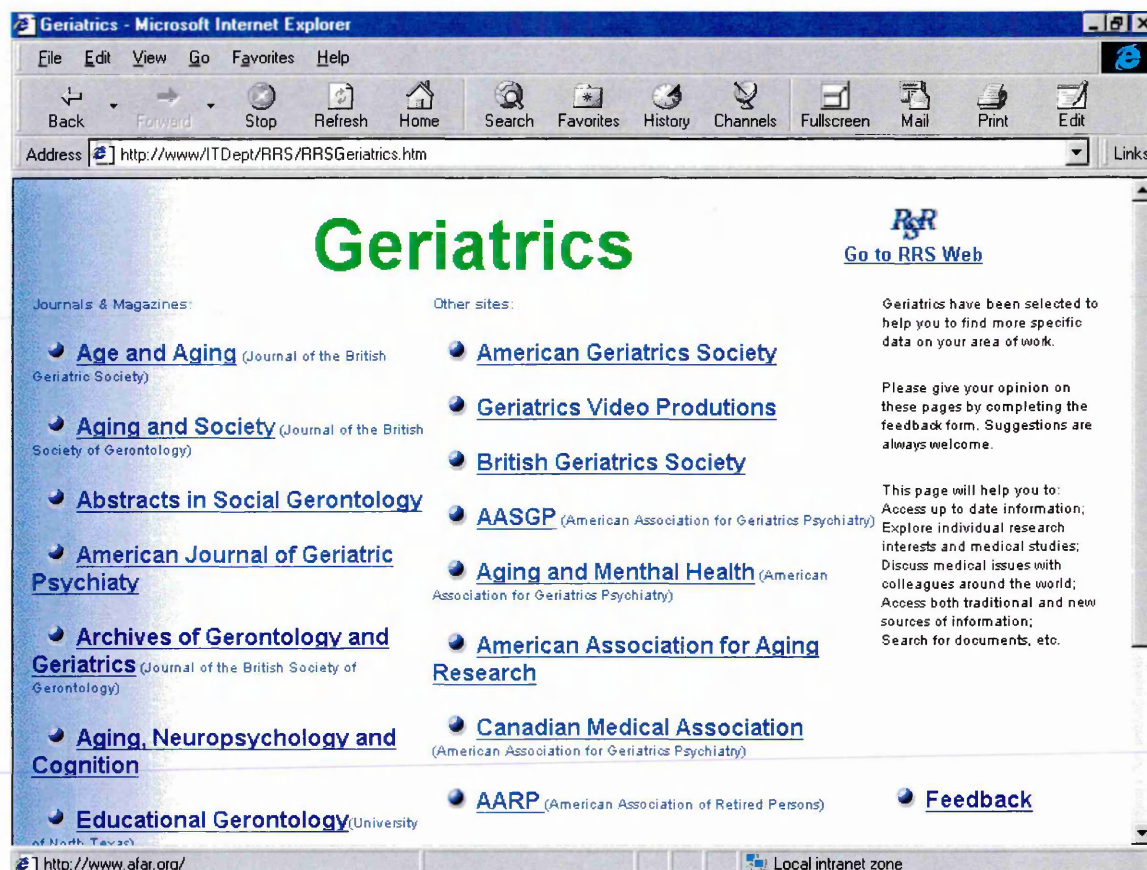 Geriatrics - Microsoft Internet Explorer
File Edit View Go Favorites Help
Back Forward Stop Refresh Home Search Favorites History Channels Fullscreen Mail Print Edit
Address http://www/ITDept/RRS/RRSGeriatrics.htm Links
Geriatrics
RSR
Go to RRS Web
Journals & Magazines:
Age and Aging (Journal of the British
Geriatric Society)
Aging and Society (Journal of the British
Society of Gerontology)
Abstracts in Social Gerontology
American Journal of Geriatric
Psychiaty
Archives of Gerontology and
Geriatrics (Journal of the British Society of
Gerontology)
Aging, Neuropsychology and
Cognition
Educational Gerontology(University
of North Texas)
Other sites:
American Geriatrics Society
Geriatrics Video Produtions
British Geriatrics Society
AASGP (American Association for Geriatrics Psychiatry)
Aging and Menthal Health (American
Association for Geriatrics Psychiatry)
American Association for Aging
Research
Canadian Medical Association
(American Association for Geriatrics Psychiatry)
AARP (American Association of Retired Persons)
Geriatrics have been selected to
help you to find more specific
data on your area of work.
Please give your opinion on
these pages by completing the
feedback form. Suggestions are
always welcome.
This page will help you to:
Access up to date information;
Explore individual research
interests and medical studies;
Discuss medical issues with
colleagues around the world;
Access both traditional and new
sources of information;
Search for documents, etc.
Feedback
http://www.afar.org/ Local intranet zone